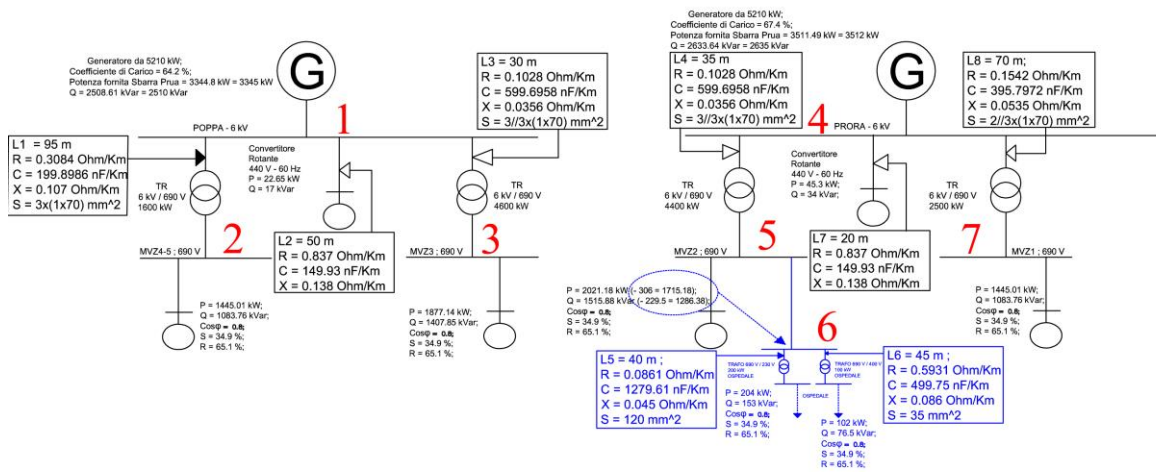 Generatore da 5210 kW;
Coefficiente di Carico = 64.2 %;
Potenza fornita Sbarra Prua = 3344.8 kW = 3345 kW
Q = 2508.61 kVar = 2510 kVar
G
L3 = 30 m
R = 0.1028 Ohm/Km
C = 599.6958 nF/Km
X = 0.0356 Ohm/Km
S = 3//3x(1x70) mm^2
1
POPPA - 6 kV
L1 = 95 m
R = 0.3084 Ohm/Km
C = 199.8986 nF/Km
X = 0.107 Ohm/Km
S = 3x(1x70) mm^2
TR
6 kV / 690 V
1600 kW
Convertitore
Rotante
440 V - 60 Hz
P = 22.65 kW
Q = 17 kVar
TR
6 kV / 690 V
4600 kW
2
MVZ4-5 ; 690 V
L2 = 50 m
R = 0.837 Ohm/Km
C = 149.93 nF/Km
X = 0.138 Ohm/Km
3
MVZ3 ; 690 V
P = 1445.01 kW;
Q = 1083.76 kVar;
Cosφ = 0.8;
S = 34.9 %;
R = 65.1 %;
P = 1877.14 kW;
Q = 1407.85 kVar;
Cosφ = 0.8;
S = 34.9 %;
R = 65.1 %;
Generatore da 5210 kW;
Coefficiente di Carico = 67.4 %;
Potenza fornita Sbarra Prua = 3511.49 kW = 3512 kW
Q = 2633.64 kVar = 2635 kVar
L4 = 35 m
R = 0.1028 Ohm/Km
C = 599.6958 nF/Km
X = 0.0356 Ohm/Km
S = 3//3x(1x70) mm^2
G
L8 = 70 m;
R = 0.1542 Ohm/Km
C = 395.7972 nF/Km
X = 0.0535 Ohm/Km
S = 2//3x(1x70) mm^2
4
PRORA - 6 kV
TR
6 kV / 690 V
4400 kW
Convertitore
Rotante
440 V - 60 Hz
P = 45.3 kW;
Q = 34 kVar
TR
6 kV / 690 V
2500 kW
5
MVZ2 ; 690 V
L7 = 20 m
R = 0.837 Ohm/Km
C = 149.93 nF/Km
X = 0.138 Ohm/Km
7
MVZ1 ; 690 V
P = 2021.18 kW (- 306 = 1715.18);
Q = 1515.88 kVar (- 229.5 = 1286.38);
Cosφ = 0.8;
S = 34.9 %;
R = 65.1 %;
P = 1445.01 kW;
Q = 1083.76 kVar;
Cosφ = 0.8;
S = 34.9 %;
R = 65.1 %;
6
L5 = 40 m ;
R = 0.0861 Ohm/Km
C = 1279.61 nF/Km
X = 0.045 Ohm/Km
S = 120 mm^2
TRAFO 690 V / 230 V
200 kW
OSPEDALE
TRAFO 690 V / 400 V
OSPEDALE
L6 = 45 m ;
R = 0.5931 Ohm/Km
C = 499.75 nF/Km
X = 0.086 Ohm/Km
S = 35 mm^2
OSPEDALE
P = 204 kW;
Q = 153 kVar;
Cosφ = 0.8;
S = 34.9 %;
R = 65.1 %;
P = 102 kW;
Q = 76.5 kVar;
Cosφ = 0.8;
S = 34.9 %;
R = 65.1 %;